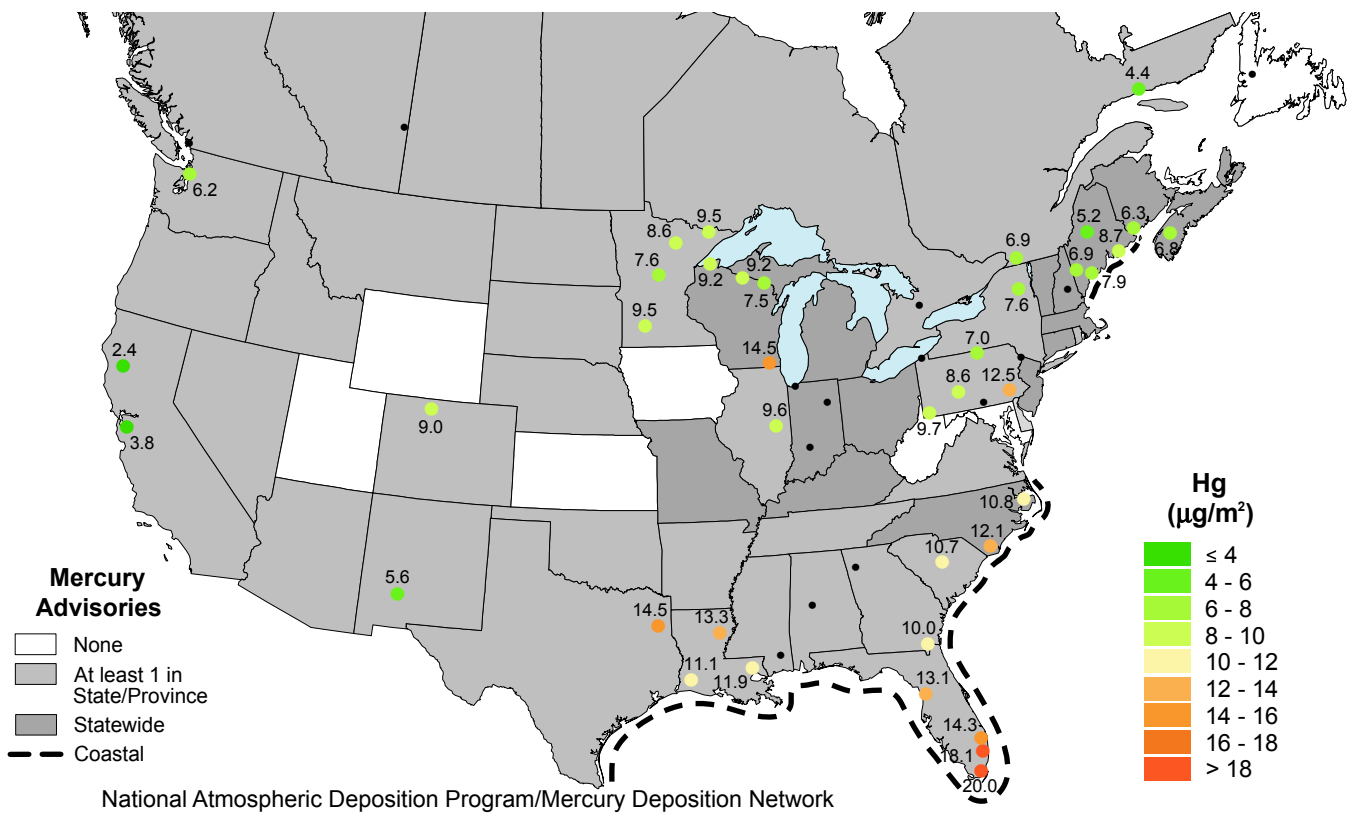 4.4
6.2
9.5
8.6
7.6
9.2
9.2
7.5
9.5
6.9
7.6
5.2
6.3
8.7
6.9
6.8
7.9
2.4
3.8
9.0
14.5
9.6
7.0
8.6
12.5
9.7
10.8
12.1
10.7
5.6
14.5
13.3
11.1
11.9
10.0
13.1
14.3
18.1
20.0
Mercury
Advisories
None
At least 1 in
State/Province
Statewide
Coastal
Hg
(µg/m²)
≤ 4
4 - 6
6 - 8
8 - 10
10 - 12
12 - 14
14 - 16
16 - 18
> 18
National Atmospheric Deposition Program/Mercury Deposition Network